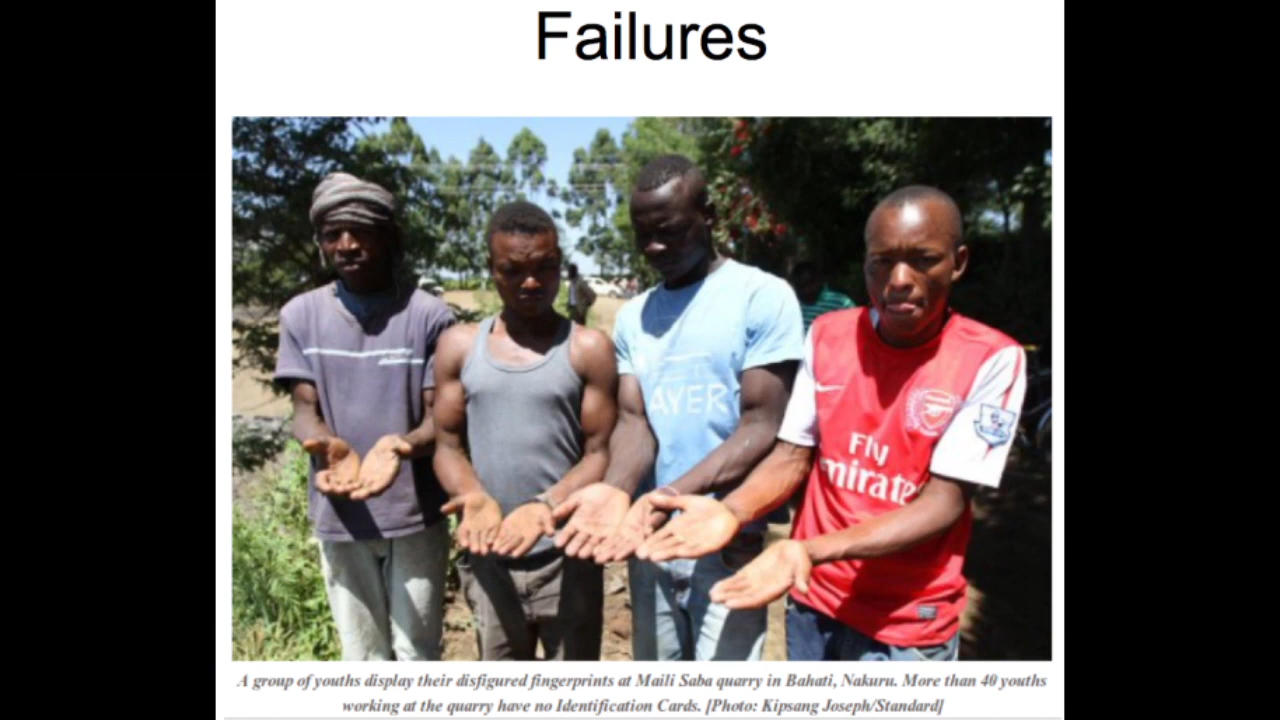 Failures
AYER
Fly
Emirates
A group of youths display their disfigured fingerprints at Maili Saba quarry in Bahati, Nakuru. More than 40 youths
working at the quarry have no Identification Cards. [Photo: Kipsang Joseph/Standard]